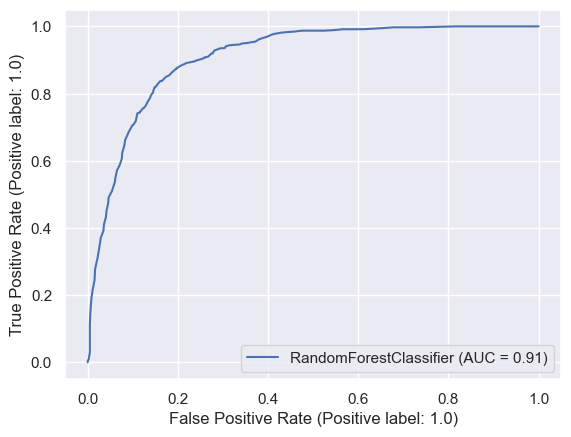 1.0
0.8
0.6
0.4
0.2
0.0
True Positive Rate (Positive label: 1.0)
RandomForestClassifier (AUC = 0.91)
0.0 0.2 0.4 0.6 0.8 1.0
False Positive Rate (Positive label: 1.0)